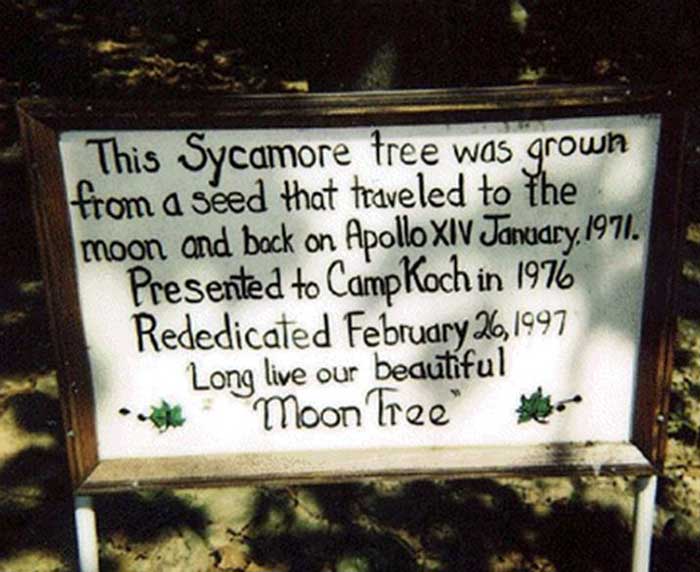 This Sycamore tree was grown
from a seed that traveled to the
moon and back on Apollo XIV January, 1971.
Presented to Camp Koch in 1976
Rededicated February 26, 1997
Long live our beautiful
"Moon Tree"